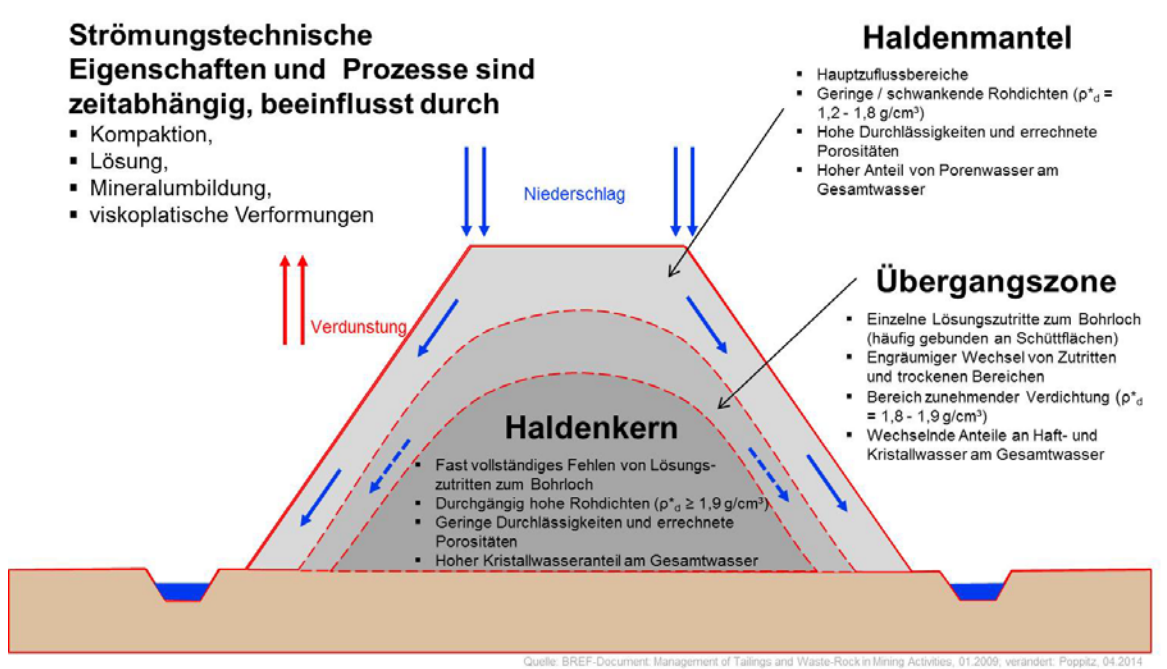 Strömungstechnische
Eigenschaften und Prozesse sind
zeitabhängig, beeinflusst durch
▪ Kompaktion,
▪ Lösung,
▪ Mineralumbildung,
▪ viskoplatische Verformungen
Niederschlag
Verdunstung
Haldenmantel
▪ Hauptzuflussbereiche
▪ Geringe / schwankende Rohdichten (ρ*d =
1,2 - 1,8 g/cm³)
▪ Hohe Durchlässigkeiten und errechnete
Porositäten
▪ Hoher Anteil von Porenwasser am
Gesamtwasser
Übergangszone
▪ Einzelne Lösungszutritte zum Bohrloch
(häufig gebunden an Schüttflächen)
▪ Engräumiger Wechsel von Zutritten
und trockenen Bereichen
▪ Bereich zunehmender Verdichtung (ρ*d
= 1,8 - 1,9 g/cm³)
▪ Wechselnde Anteile an Haft- und
Kristallwasser am Gesamtwasser
Haldenkern
▪ Fast vollständiges Fehlen von Lösungs-
zutritten zum Bohrloch
▪ Durchgängig hohe Rohdichten (ρ*d ≥ 1,9 g/cm³)
▪ Geringe Durchlässigkeiten und errechnete
Porositäten
▪ Hoher Kristallwasseranteil am Gesamtwasser
Quelle: BREF-Document: Management of Tailings and Waste-Rock in Mining Activities, 01.2009, verändert: Poppitz, 04.2014